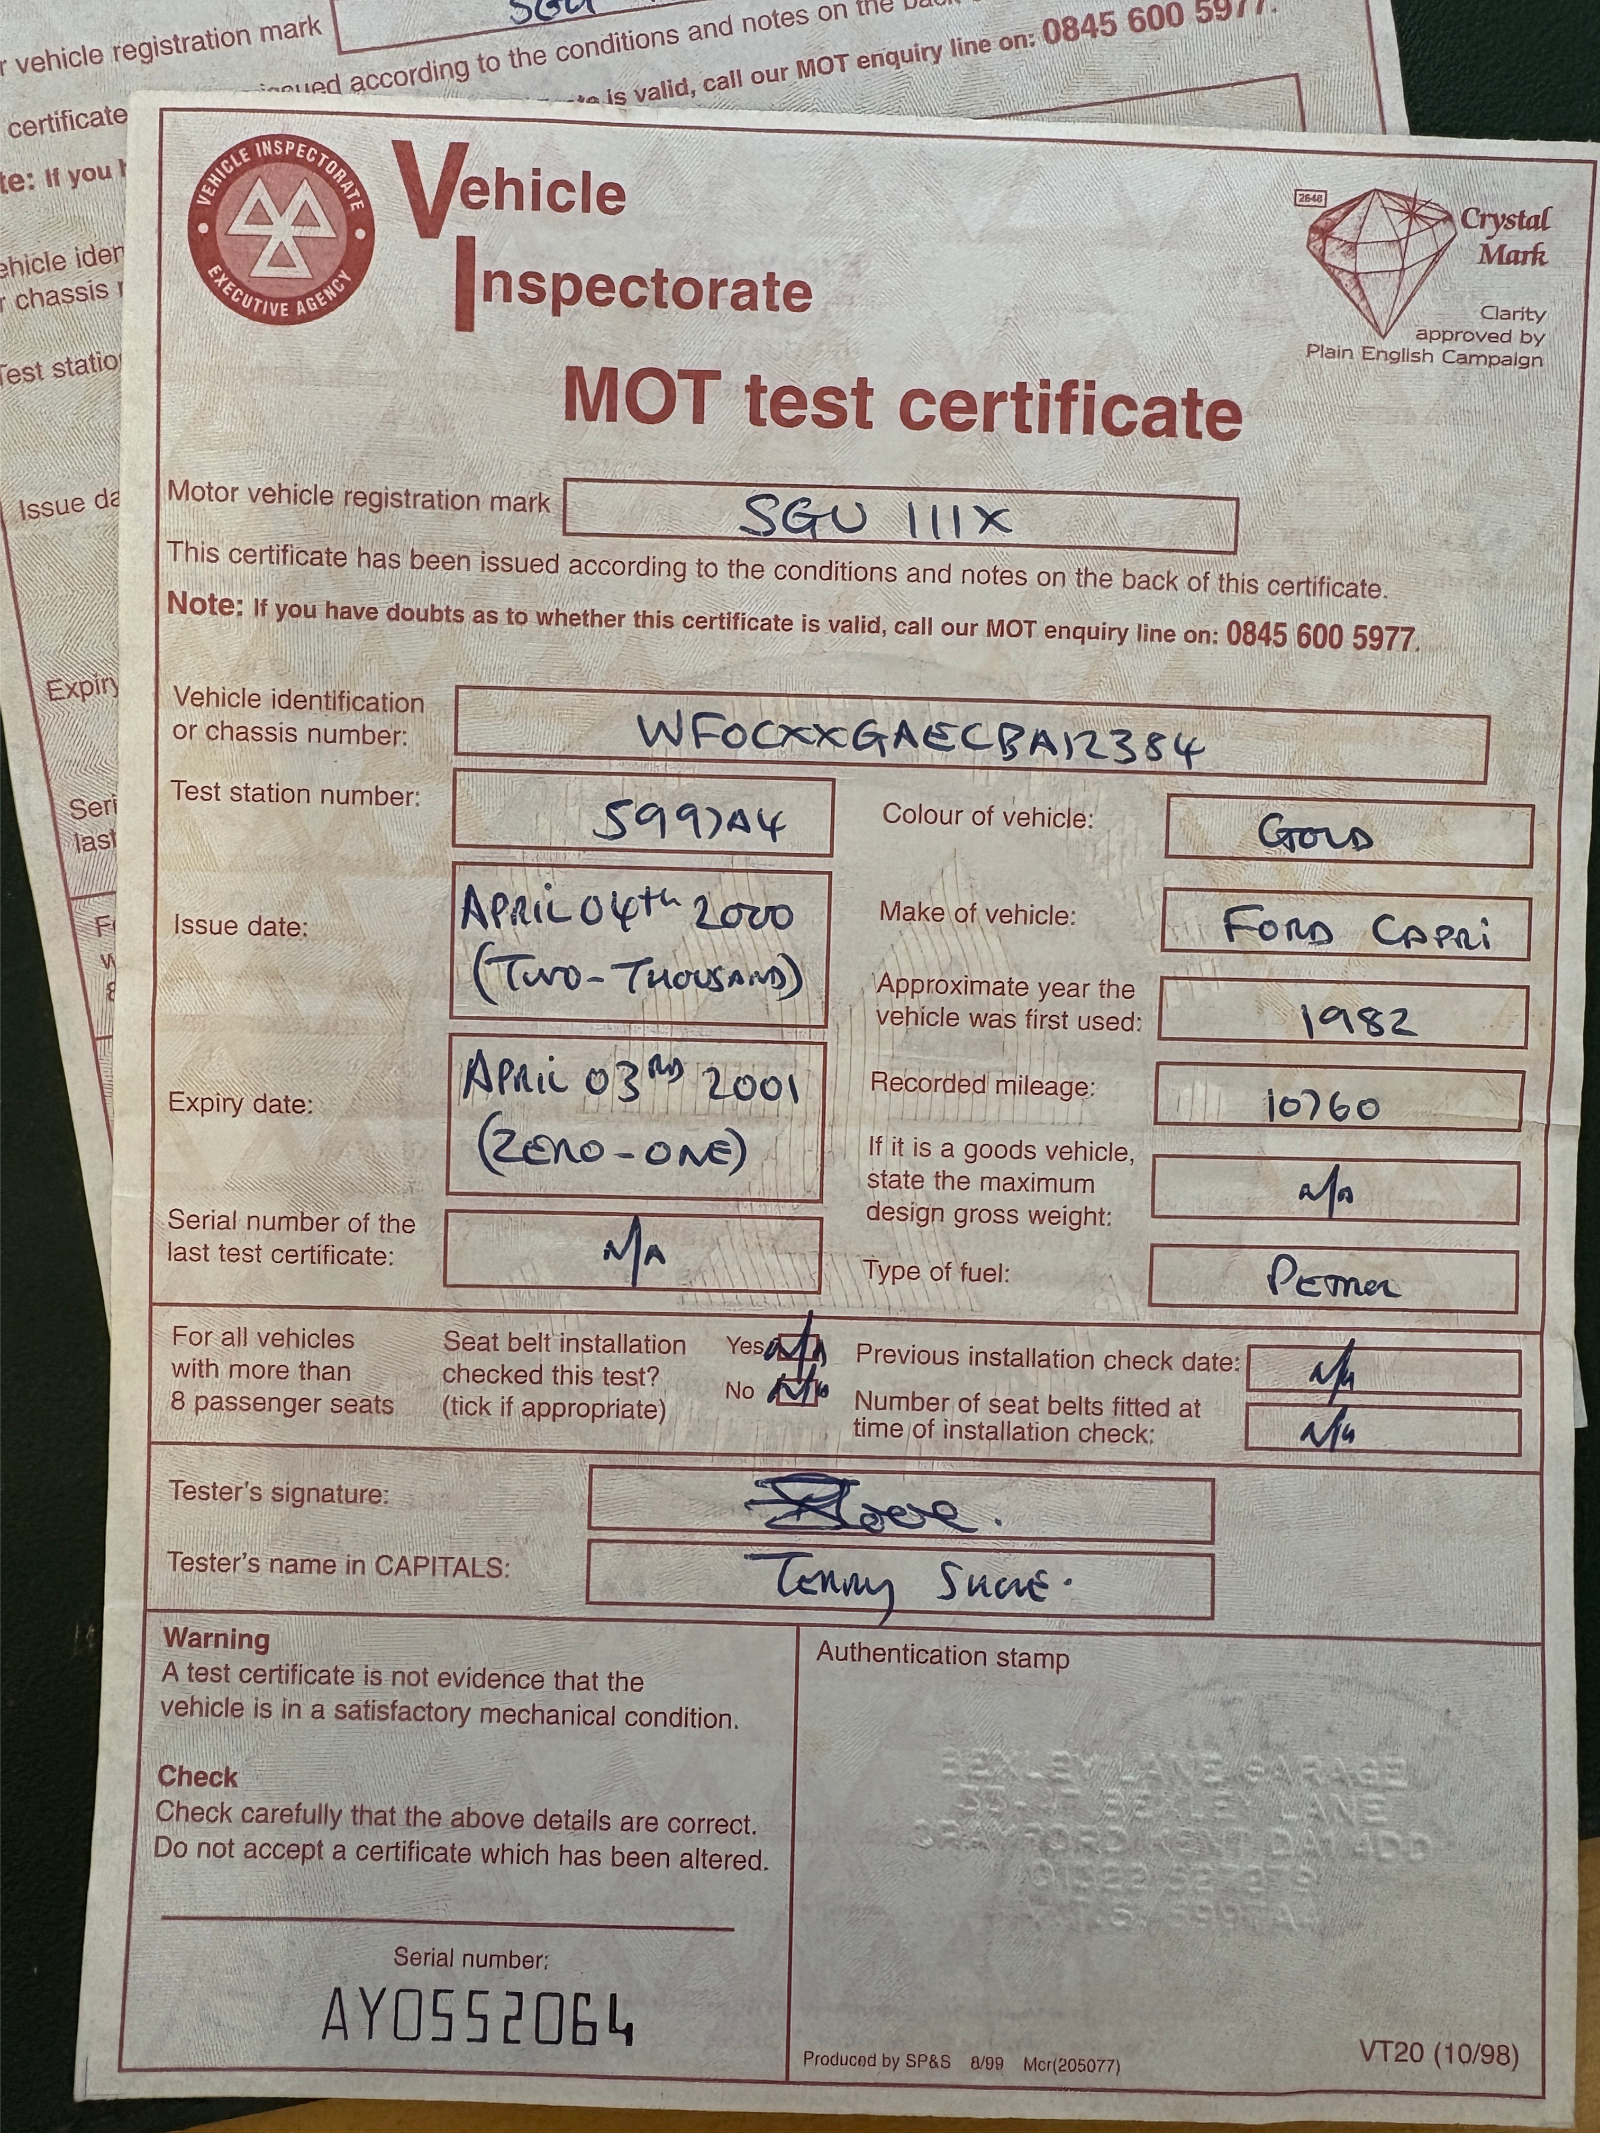 SGU
r vehicle registration mark
issued according to the conditions and notes on the back
certificate
is valid, call our MOT enquiry line on: 0845 600 5977.
te: If you h
ehicle iden
r chassis
Test statio
Issue da
Expiry
Seri
last
VEHICLE INSPECTORATE
EXECUTIVE AGENCY
Vehicle
Inspectorate
2648
Crystal
Mark
Clarity
approved by
Plain English Campaign
MOT test certificate
Motor vehicle registration mark SGU 111X
This certificate has been issued according to the conditions and notes on the back of this certificate.
Note: If you have doubts as to whether this certificate is valid, call our MOT enquiry line on: 0845 600 5977.
Vehicle identification
or chassis number: WF0CXXGAECBA12384
Test station number: 5997A4
Colour of vehicle: GOLD
Issue date: APRIL 04th 2000
(TWO-THOUSAND)
Make of vehicle: FORD CAPRI
Approximate year the
vehicle was first used: 1982
Expiry date: APRIL 03RD 2001
(ZERO-ONE)
Recorded mileage: 10760
If it is a goods vehicle,
state the maximum
design gross weight: N/A
Serial number of the
last test certificate: N/A
Type of fuel: PETROL
For all vehicles
with more than
8 passenger seats
Seat belt installation
checked this test?
(tick if appropriate)
Yes N/A
No N/A
Previous installation check date: N/A
Number of seat belts fitted at
time of installation check: N/A
Tester's signature:
Tester's name in CAPITALS: TERRY
Warning
A test certificate is not evidence that the
vehicle is in a satisfactory mechanical condition.
Check
Check carefully that the above details are correct.
Do not accept a certificate which has been altered.
Serial number:
AY0552064
Authentication stamp
BEXLEY LANE GARAGE
BEXLEY LANE
CRAYFORD KENT DA1 4DD
V.T.S. 5997A4
Produced by SP&S 8/99 Mcr(205077)
VT20 (10/98)